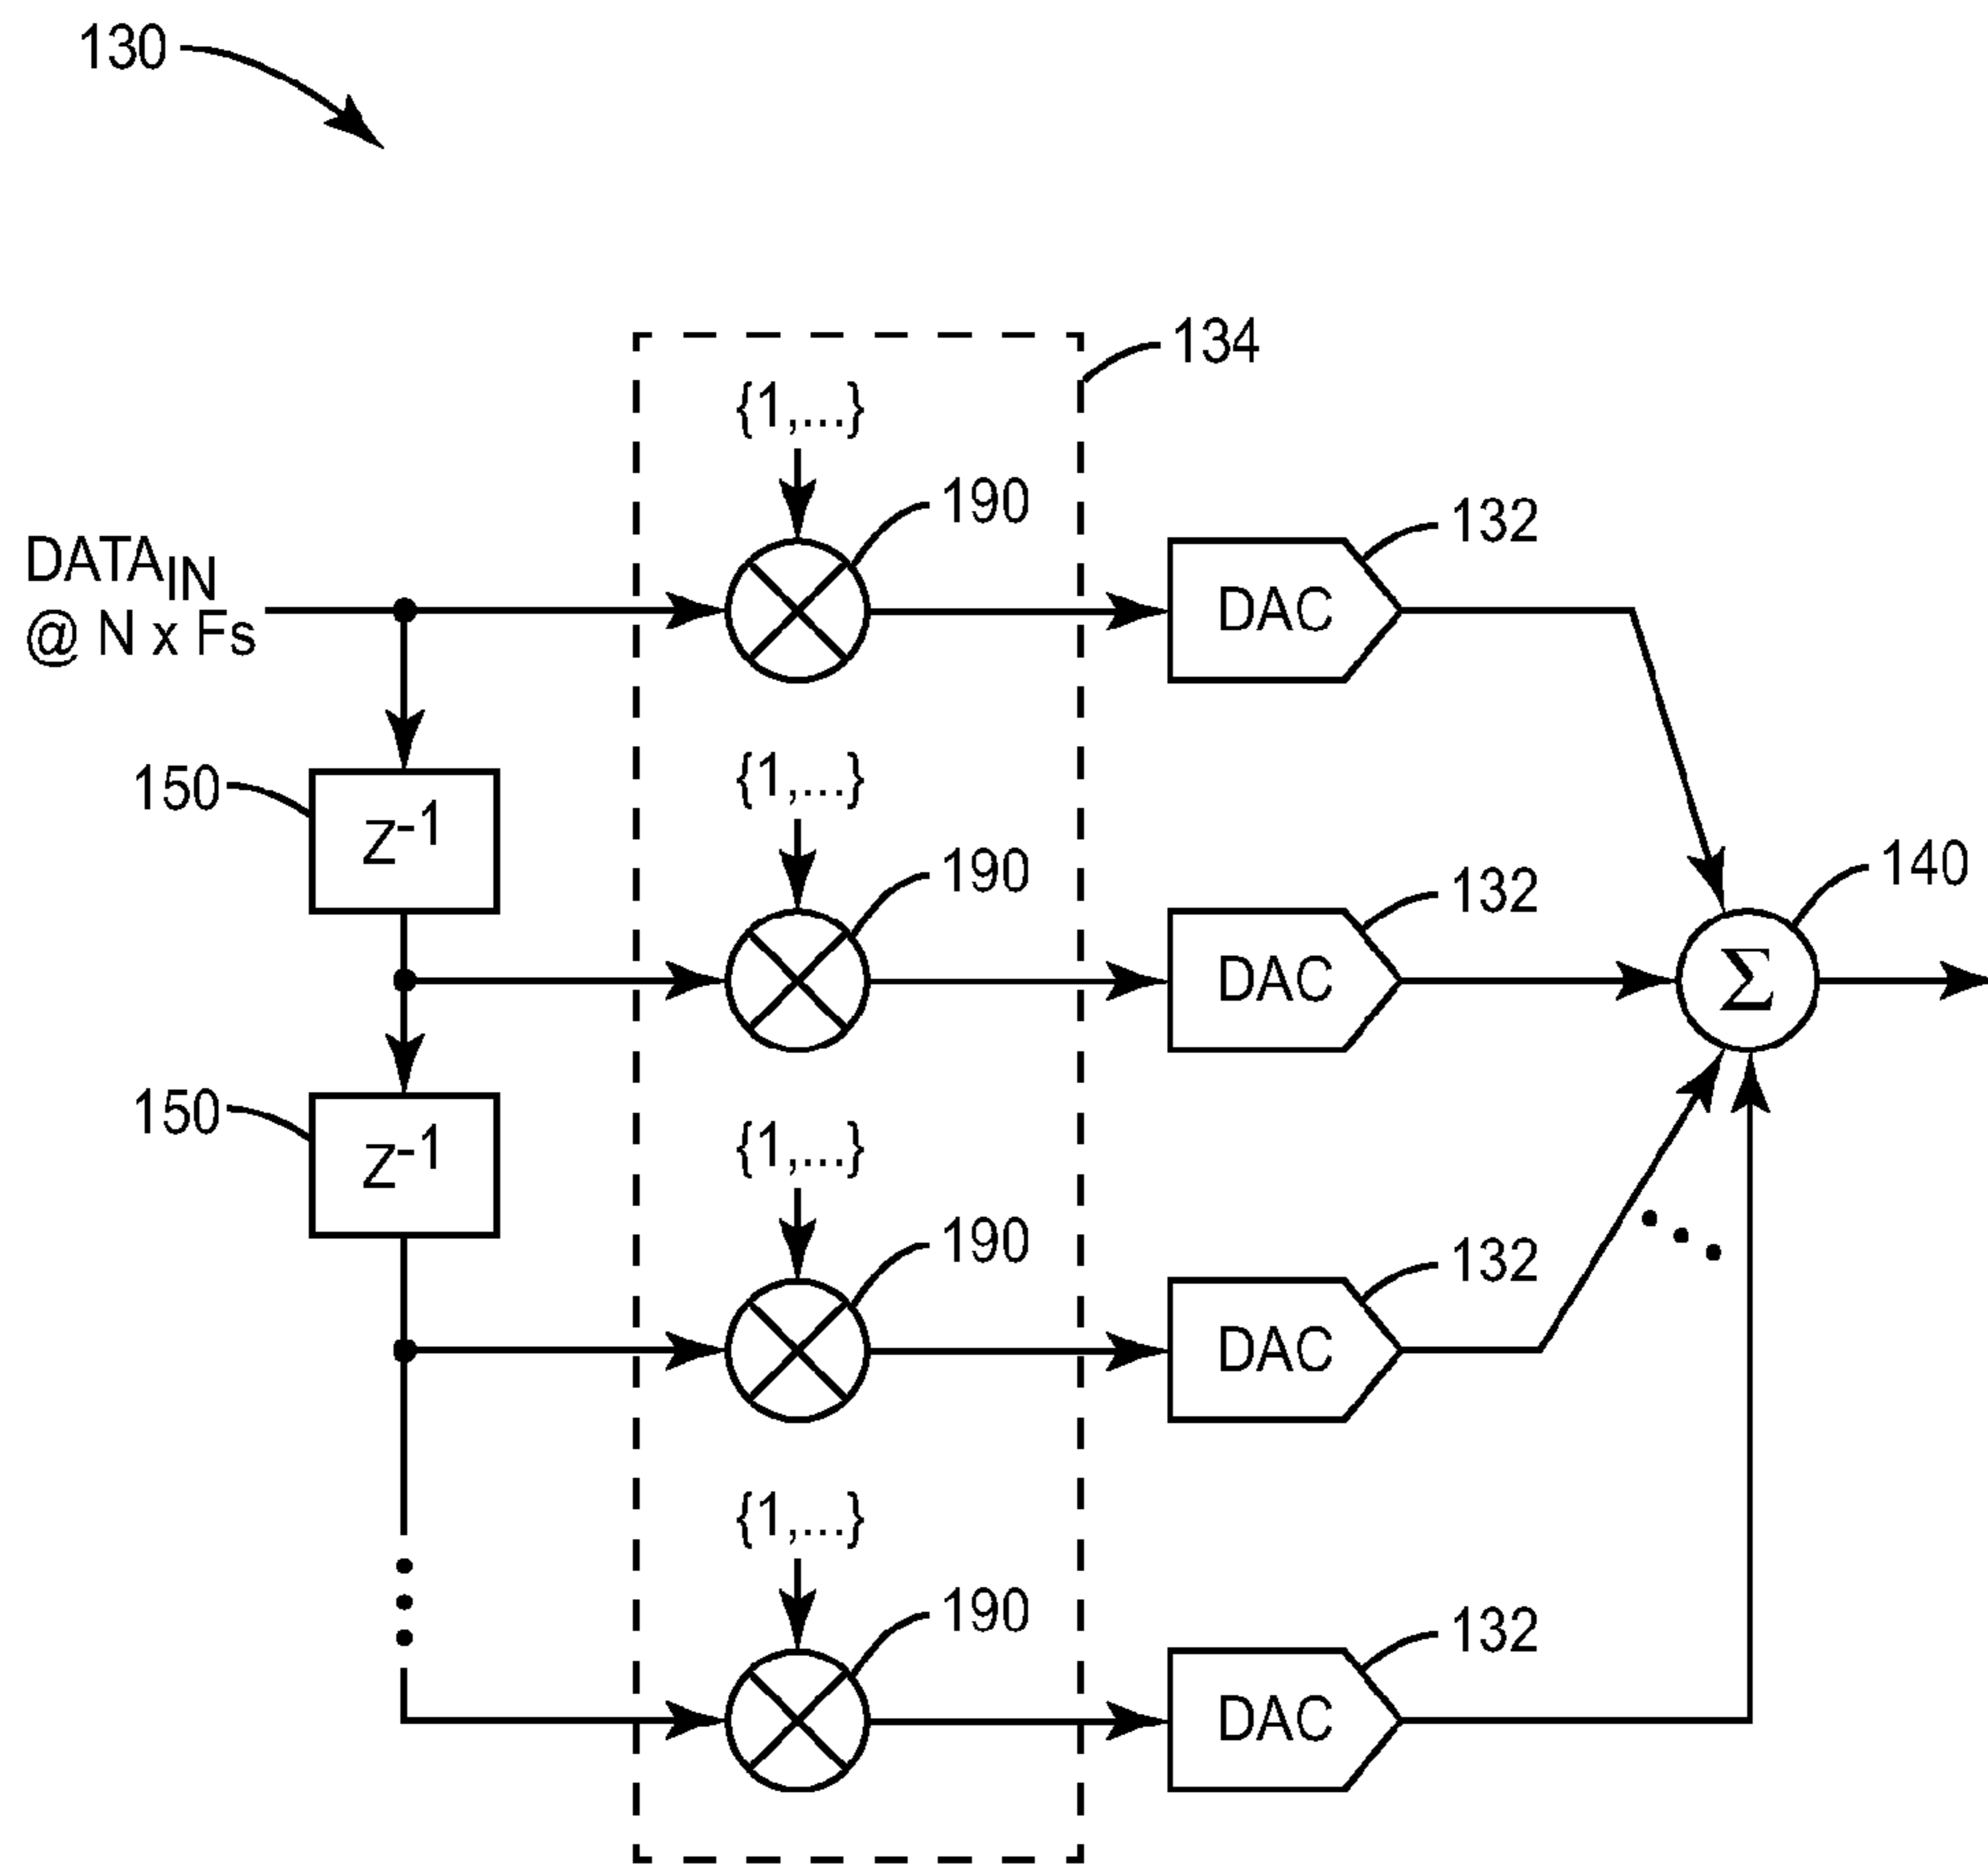 130
134
{1,...}
190
132
DATAIN
@ N x Fs
DAC
{1,...}
150
Z-1
190
132
140
DAC
Σ
150
Z-1
{1,...}
190
132
DAC
{1,...}
190
132
DAC